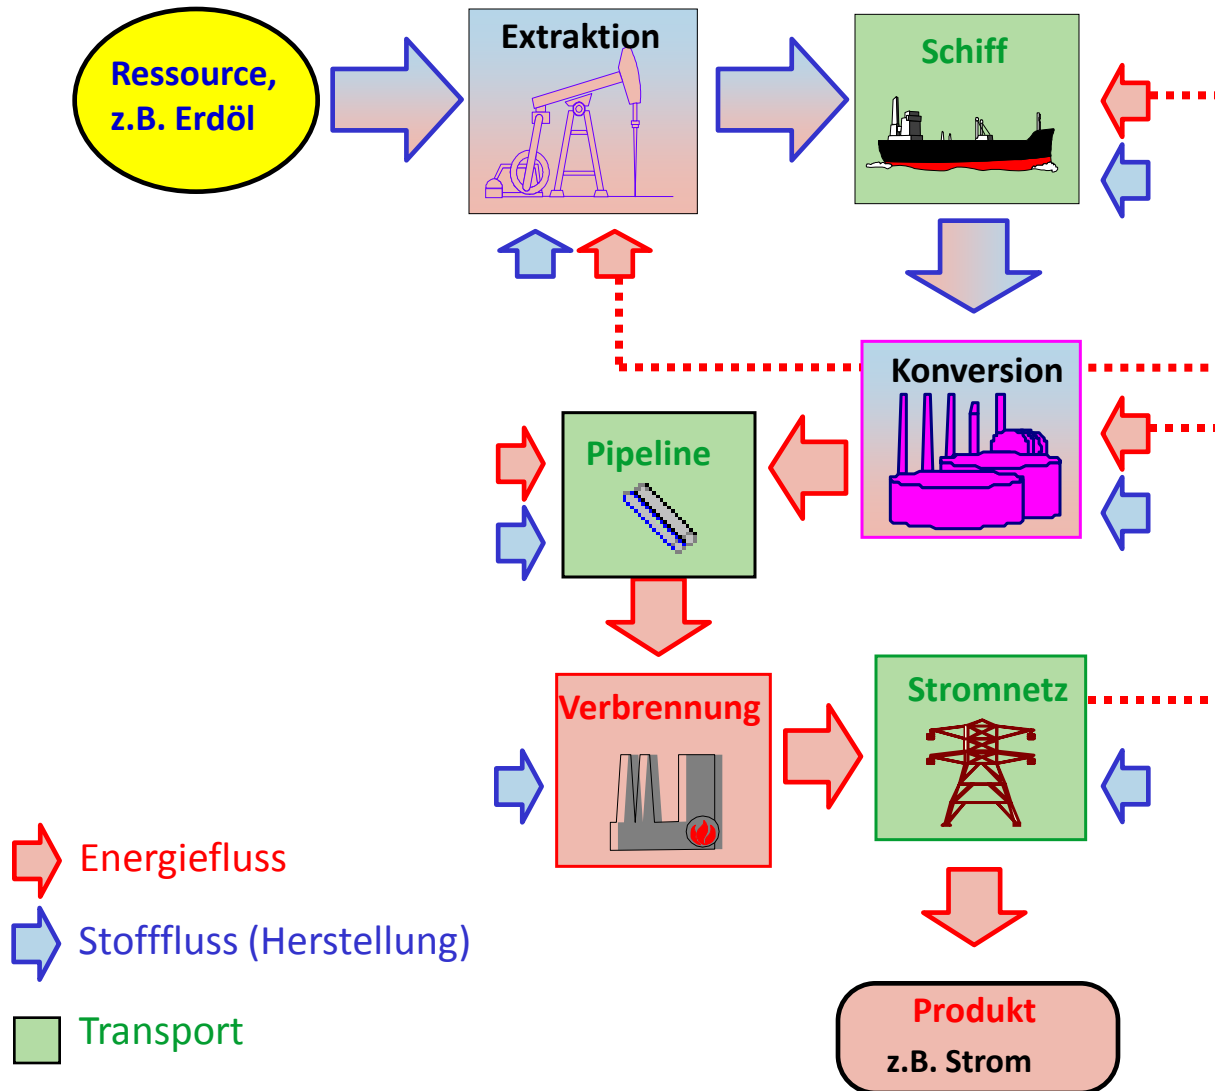 Ressource,
z.B. Erdöl
Extraktion
Schiff
Konversion
Pipeline
Verbrennung
Stromnetz
Energiefluss
Stofffluss (Herstellung)
Transport
Produkt
z.B. Strom